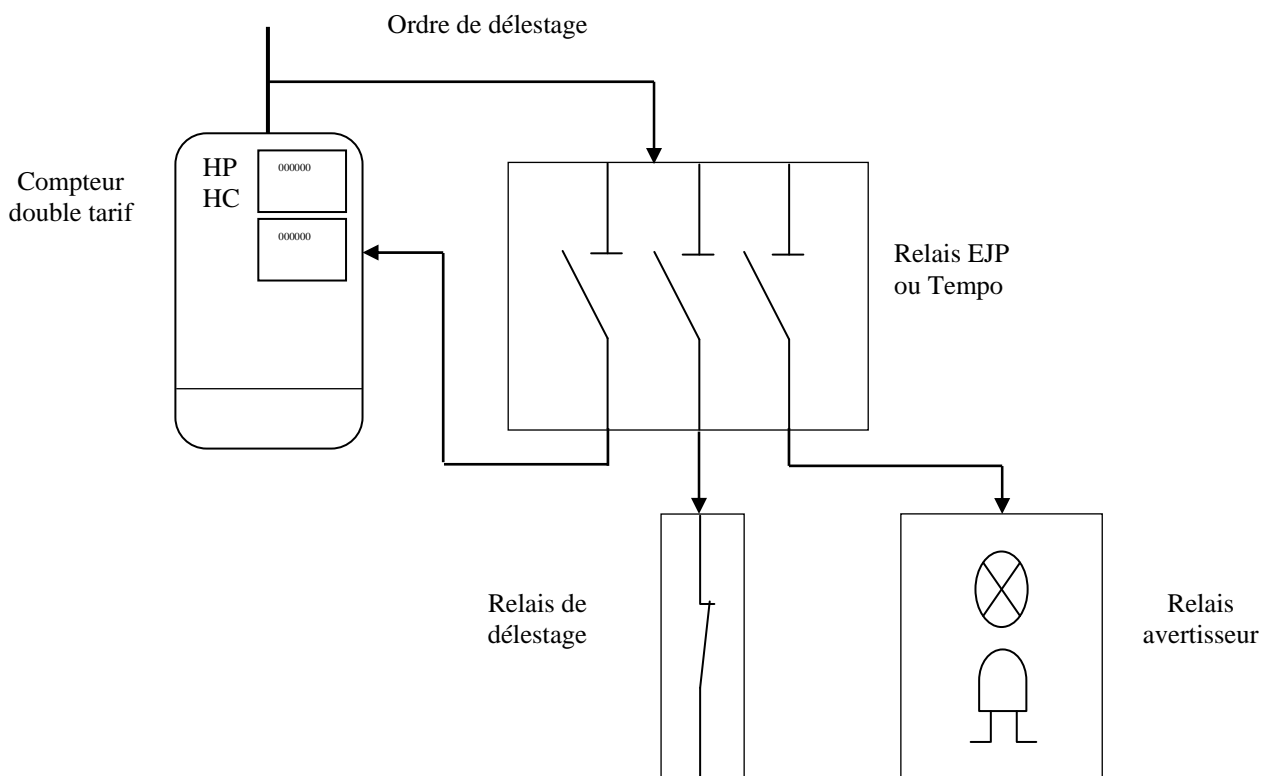 Ordre de délestage
HP
HC
000000
000000
Compteur
double tarif
Relais EJP
ou Tempo
Relais de
délestage
Relais
avertisseur